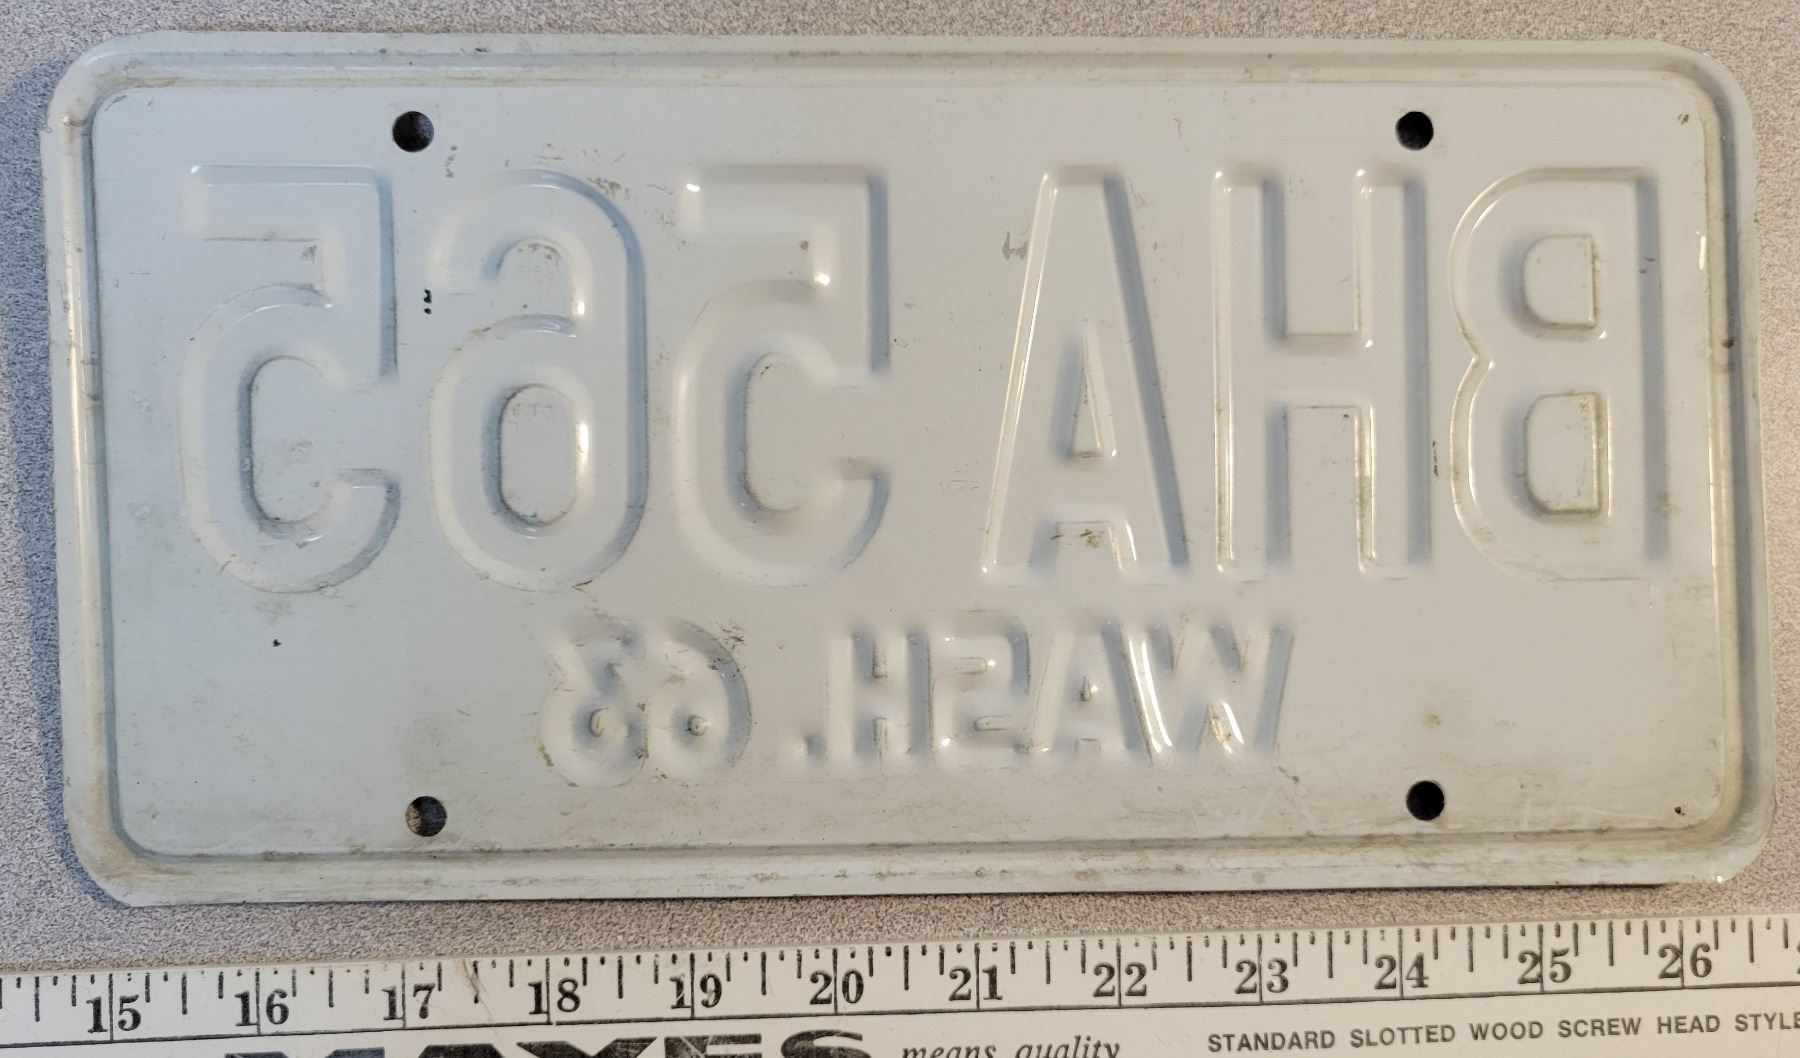 BHA 565
WASH. 63
15 16 17 18 19 20 21 22 23 24 25 26
MAYES means quality STANDARD SLOTTED WOOD SCREW HEAD STYLE